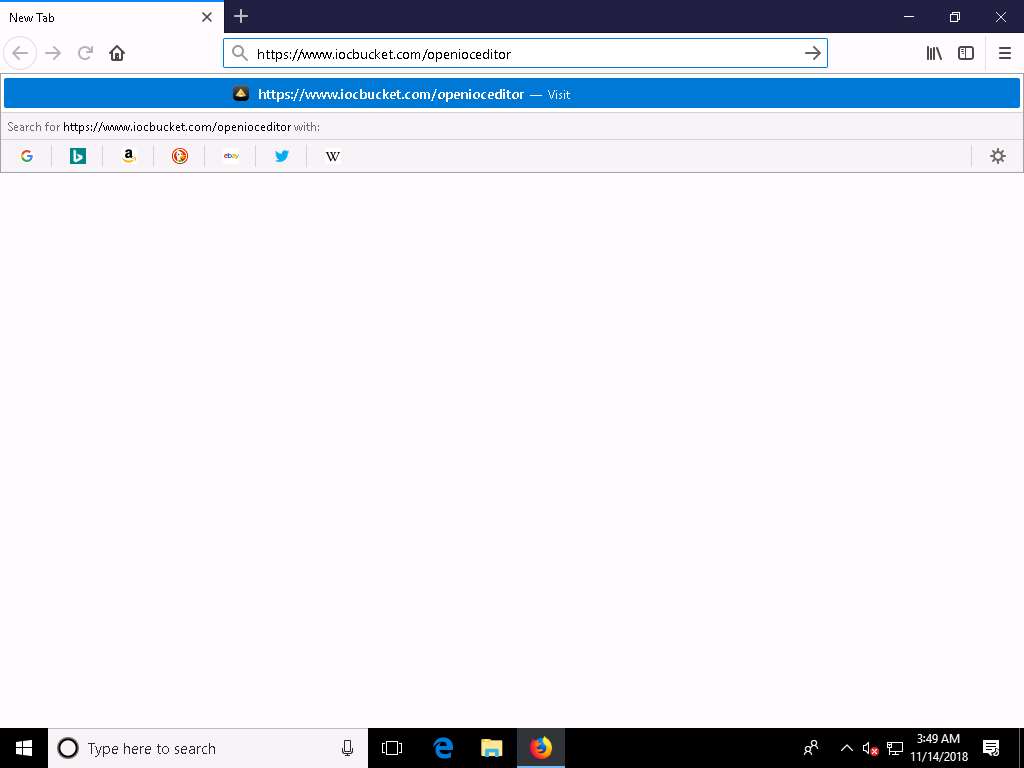 New Tab
https://www.iocbucket.com/openioceditor
https://www.iocbucket.com/openioceditor — Visit
Search for https://www.iocbucket.com/openioceditor with:
G b a ebay W
Type here to search
3:49 AM
11/14/2018